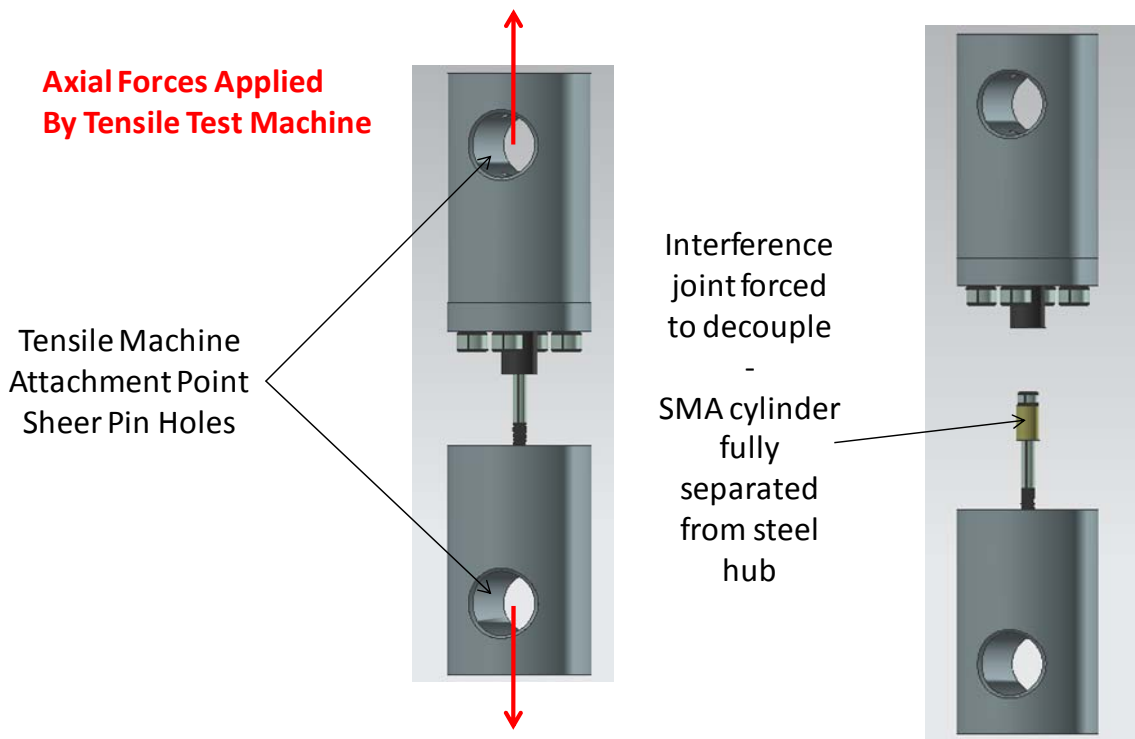 Axial Forces Applied
By Tensile Test Machine
Tensile Machine
Attachment Point
Sheer Pin Holes
Interference
joint forced
to decouple
-
SMA cylinder
fully
separated
from steel
hub